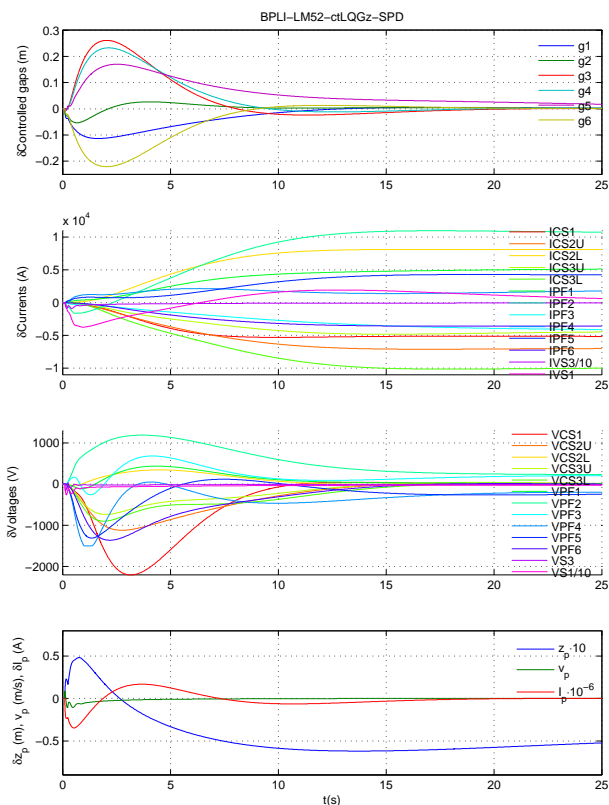 BPLI-LM52-ctLQGz-SPD
δControlled gaps (m)
0.3
0.2
0.1
0
−0.1
−0.2
g1
g2
g3
g4
g5
g6
0 5 10 15 20 25
x 10^4
δCurrents (A)
1
0.5
0
−0.5
−1
ICS1
ICS2U
ICS2L
ICS3U
ICS3L
IPF1
IPF2
IPF3
IPF4
IPF5
IPF6
IVS3/10
IVS1
0 5 10 15 20 25
δVoltages (V)
1000
0
−1000
−2000
VCS1
VCS2U
VCS2L
VCS3U
VCS3L
VPF1
VPF2
VPF3
VPF4
VPF5
VPF6
VS3
VS1/10
0 5 10 15 20 25
δz_p (m), v_p (m/s), δI_p (A)
0.5
0
−0.5
z_p·10
v_p
I_p·10^-6
0 5 10 15 20 25
t(s)